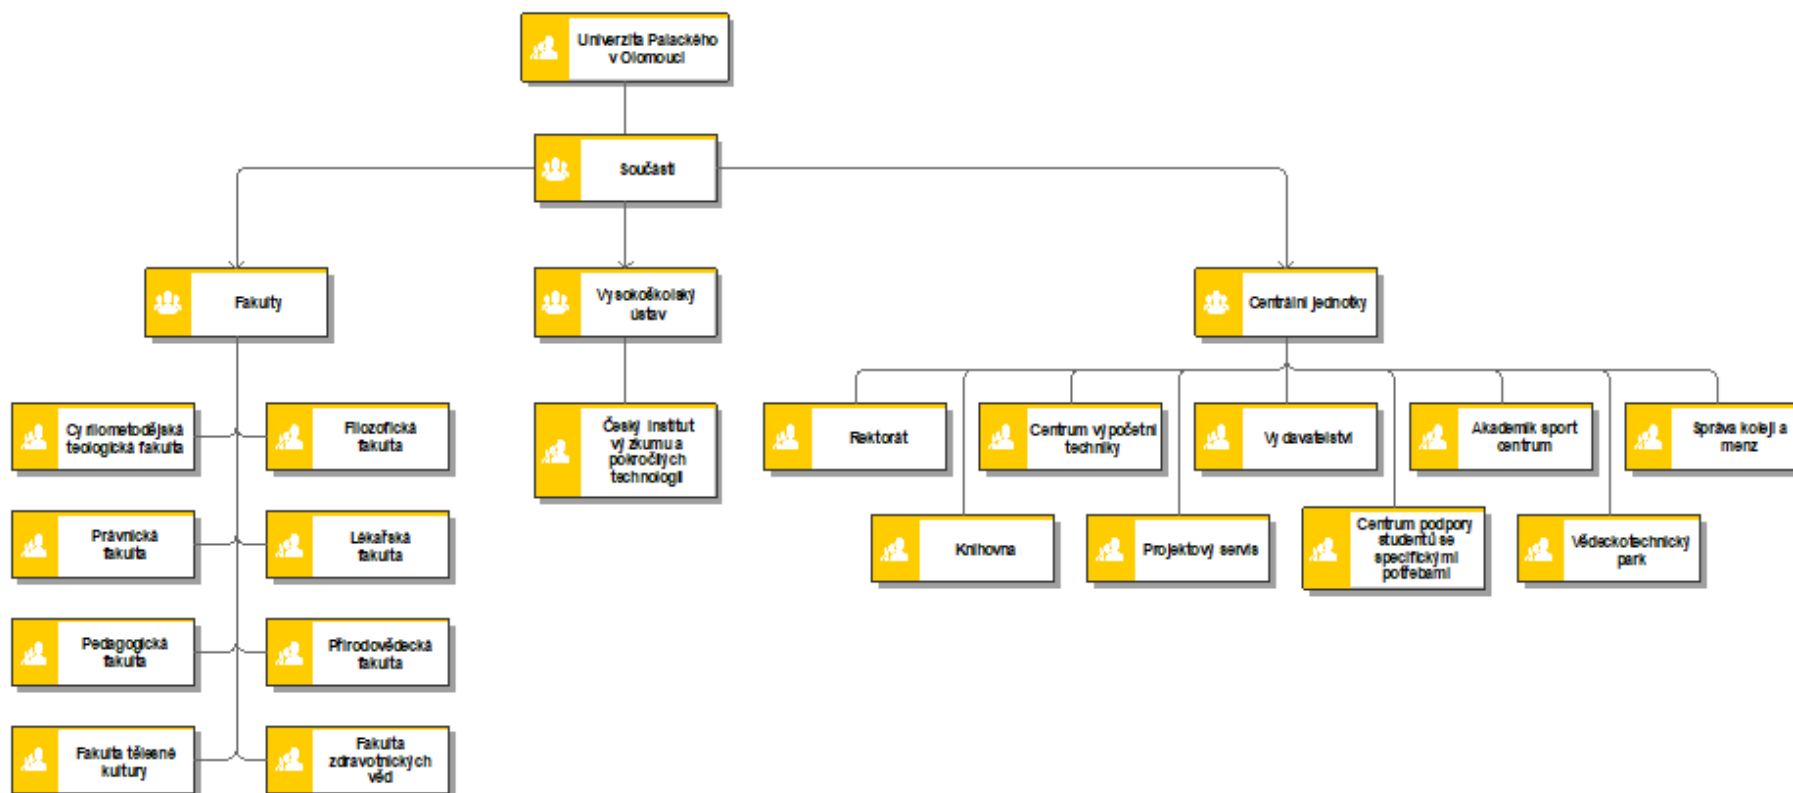 Univerzita Palackého
v Olomouci
Součásti
Fakulty
Vysokoškolský
ústav
Centrální jednotky
Cyrilometodějská
teologická fakulta
Filozofická
fakulta
Český institut
výzkumu a
pokročilých
technologií
Rektorát
Centrum výpočetní
techniky
Vydavatelství
Akademik sport
centrum
Správa kolejí a
menz
Právnická
fakulta
Lékařská
fakulta
Knihovna
Projektový servis
Centrum podpory
studentů se
specifickými
potřebami
Vědeckotechnický
park
Pedagogická
fakulta
Přírodovědecká
fakulta
Fakulta tělesné
kultury
Fakulta
zdravotnických
věd